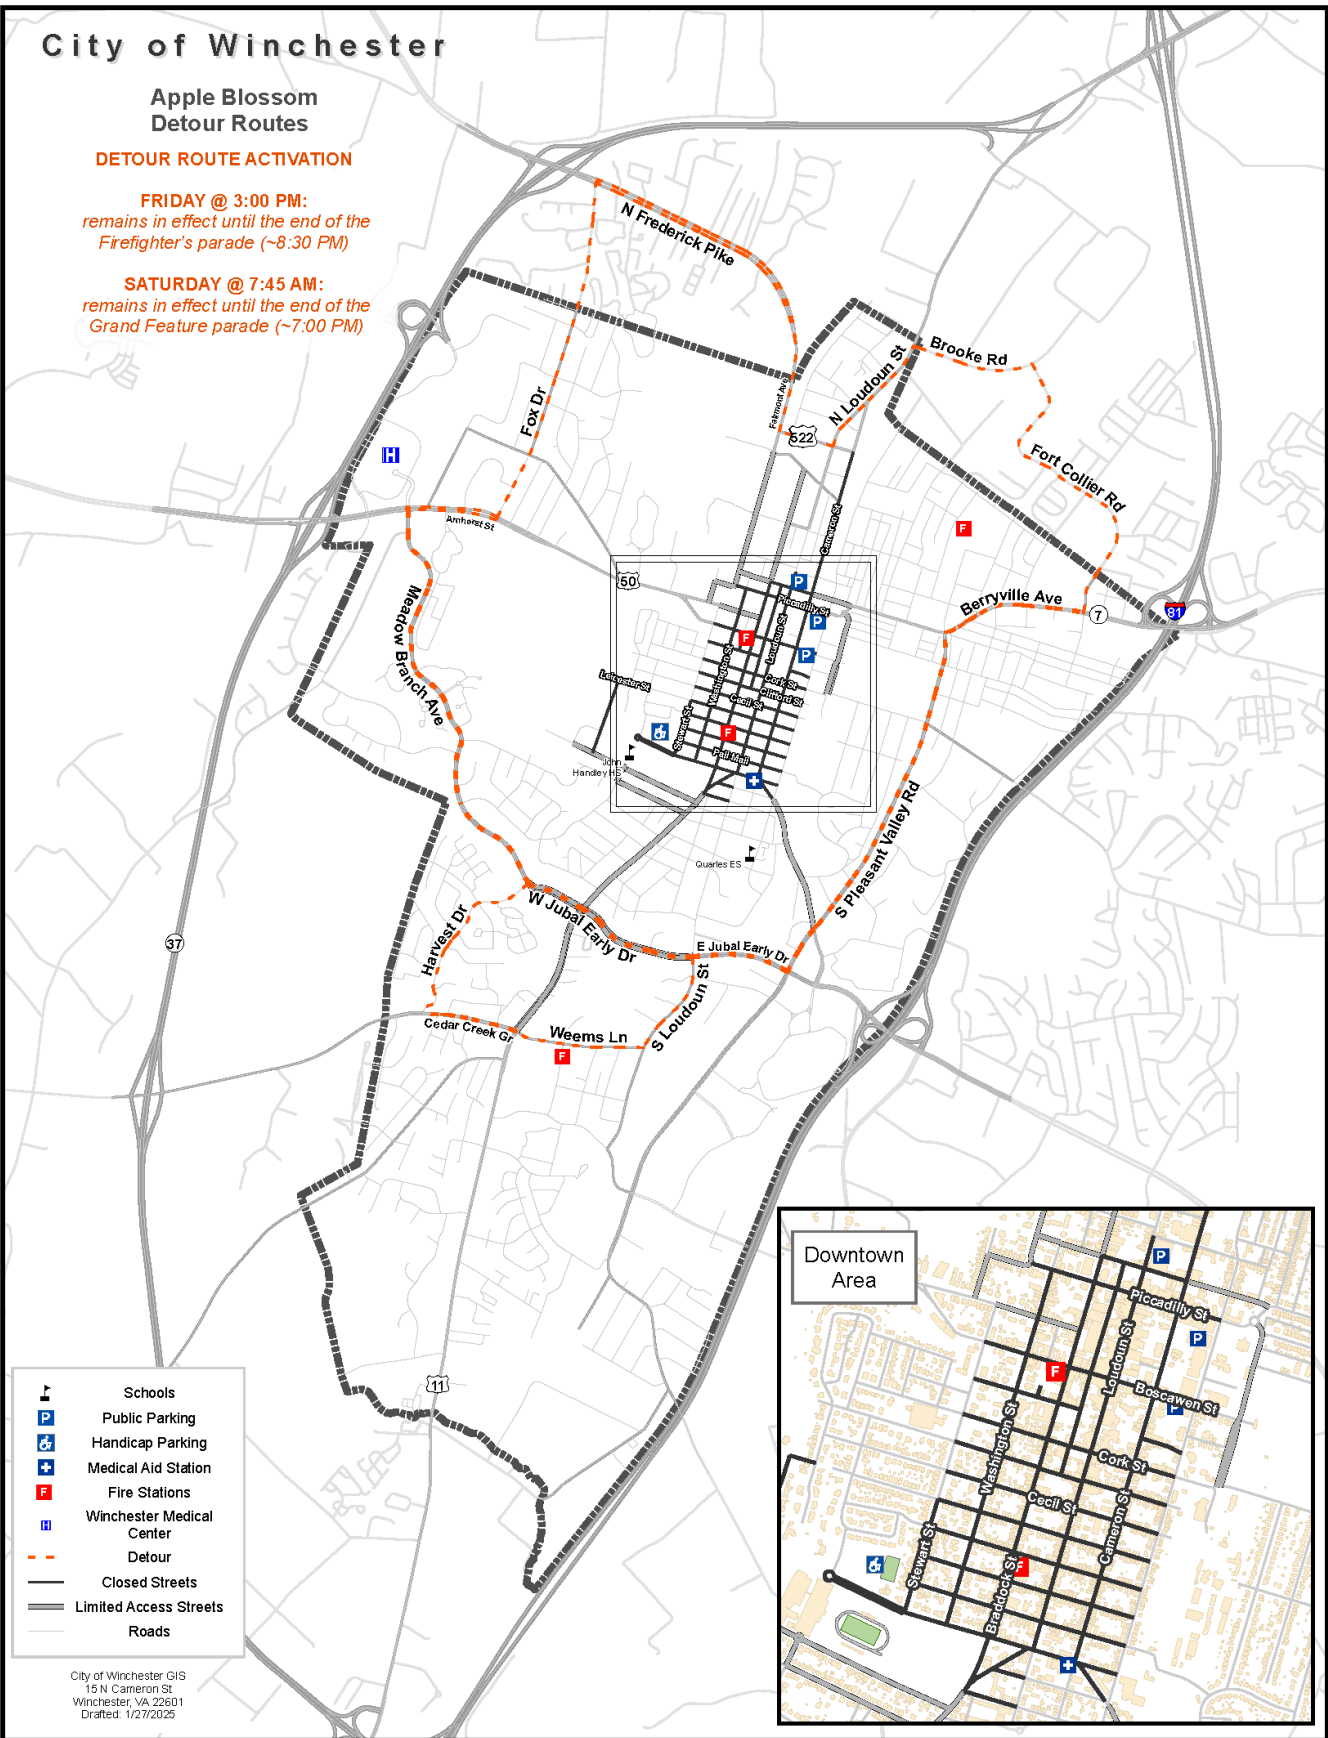 City of Winchester
Apple Blossom
Detour Routes
DETOUR ROUTE ACTIVATION
FRIDAY @ 3:00 PM:
remains in effect until the end of the
Firefighter's parade (~8:30 PM)
SATURDAY @ 7:45 AM:
remains in effect until the end of the
Grand Feature parade (~7:00 PM)
N Frederick Pike
Brooke Rd
N Loudoun St
Fairmont Ave
Fox Dr
522
H
Fort Collier Rd
Amherst St
Cameron St
F
50
P
Piccadilly St
Berryville Ave
7
81
P
F
Loudoun St
P
Meadow Branch Ave
Washington St
Leicester St
Cork St
Clifford St
Cecil St
Stewart St
F
Pall Mall
John
Handley HS
S Pleasant Valley Rd
Quarles ES
W Jubal Early Dr
Harvest Dr
E Jubal Early Dr
37
S Loudoun St
Cedar Creek Gr
Weems Ln
F
11
Downtown
Area
P
Piccadilly St
P
Loudoun St
F
Boscawen St
P
Washington St
Cork St
Cecil St
Cameron St
Stewart St
F
Braddock St
Schools
P Public Parking
Handicap Parking
Medical Aid Station
F Fire Stations
H Winchester Medical
Center
Detour
Closed Streets
Limited Access Streets
Roads
City of Winchester GIS
15 N Cameron St
Winchester, VA 22601
Drafted: 1/27/2025